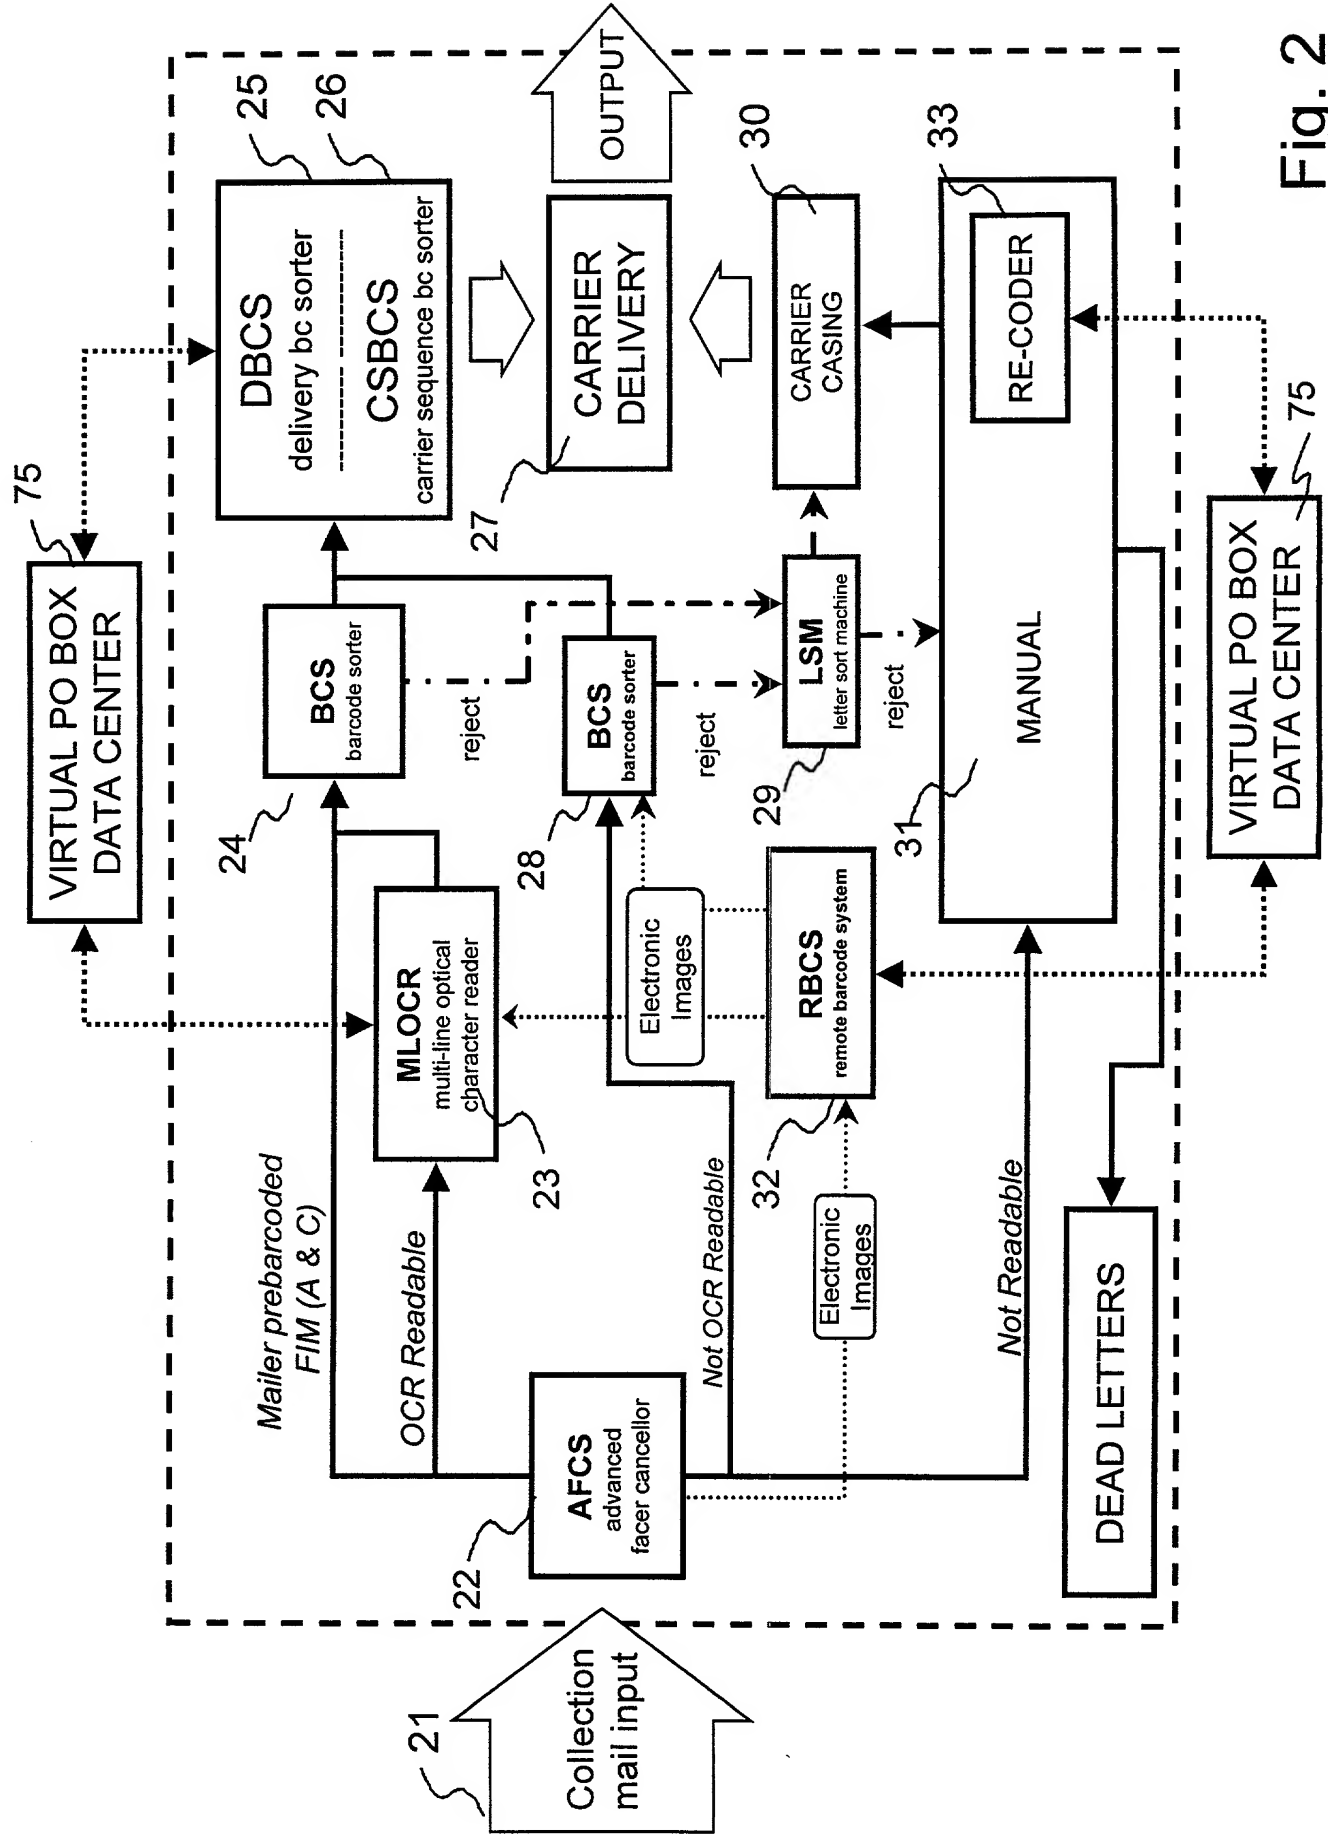 VIRTUAL PO BOX
DATA CENTER
75
Mailer prebarcoded
FIM (A & C)
OCR Readable
MLOCR
multi-line optical
character reader
23
24
BCS
barcode sorter
reject
DBCS
delivery bc sorter
CSBCS
carrier sequence bc sorter
25
26
21
Collection
mail input
22
AFCS
advanced
facer cancellor
Not OCR Readable
Electronic
Images
28
BCS
barcode sorter
reject
27
CARRIER
DELIVERY
OUTPUT
Electronic
Images
32
RBCS
remote barcode system
29
LSM
letter sort machine
reject
CARRIER
CASING
30
Not Readable
31
MANUAL
RE-CODER
33
DEAD LETTERS
VIRTUAL PO BOX
DATA CENTER
75
Fig. 2